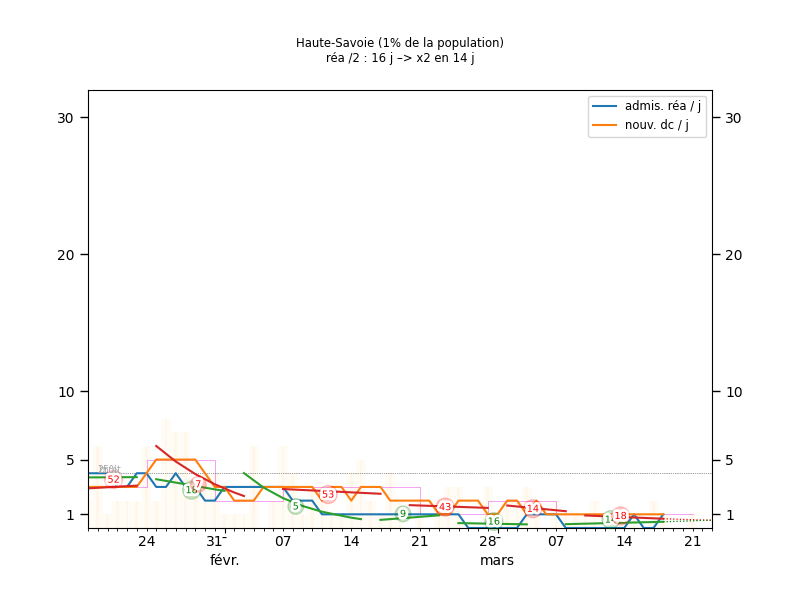 Haute-Savoie (1% de la population)
réa /2 : 16 j –> x2 en 14 j
admis. réa / j
nouv. dc / j
30 30
20 20
10 10
5 5
1 1
52
18
7
5
53
9
43
16
14
18
24 31 07 14 21 28 07 14 21
févr. mars